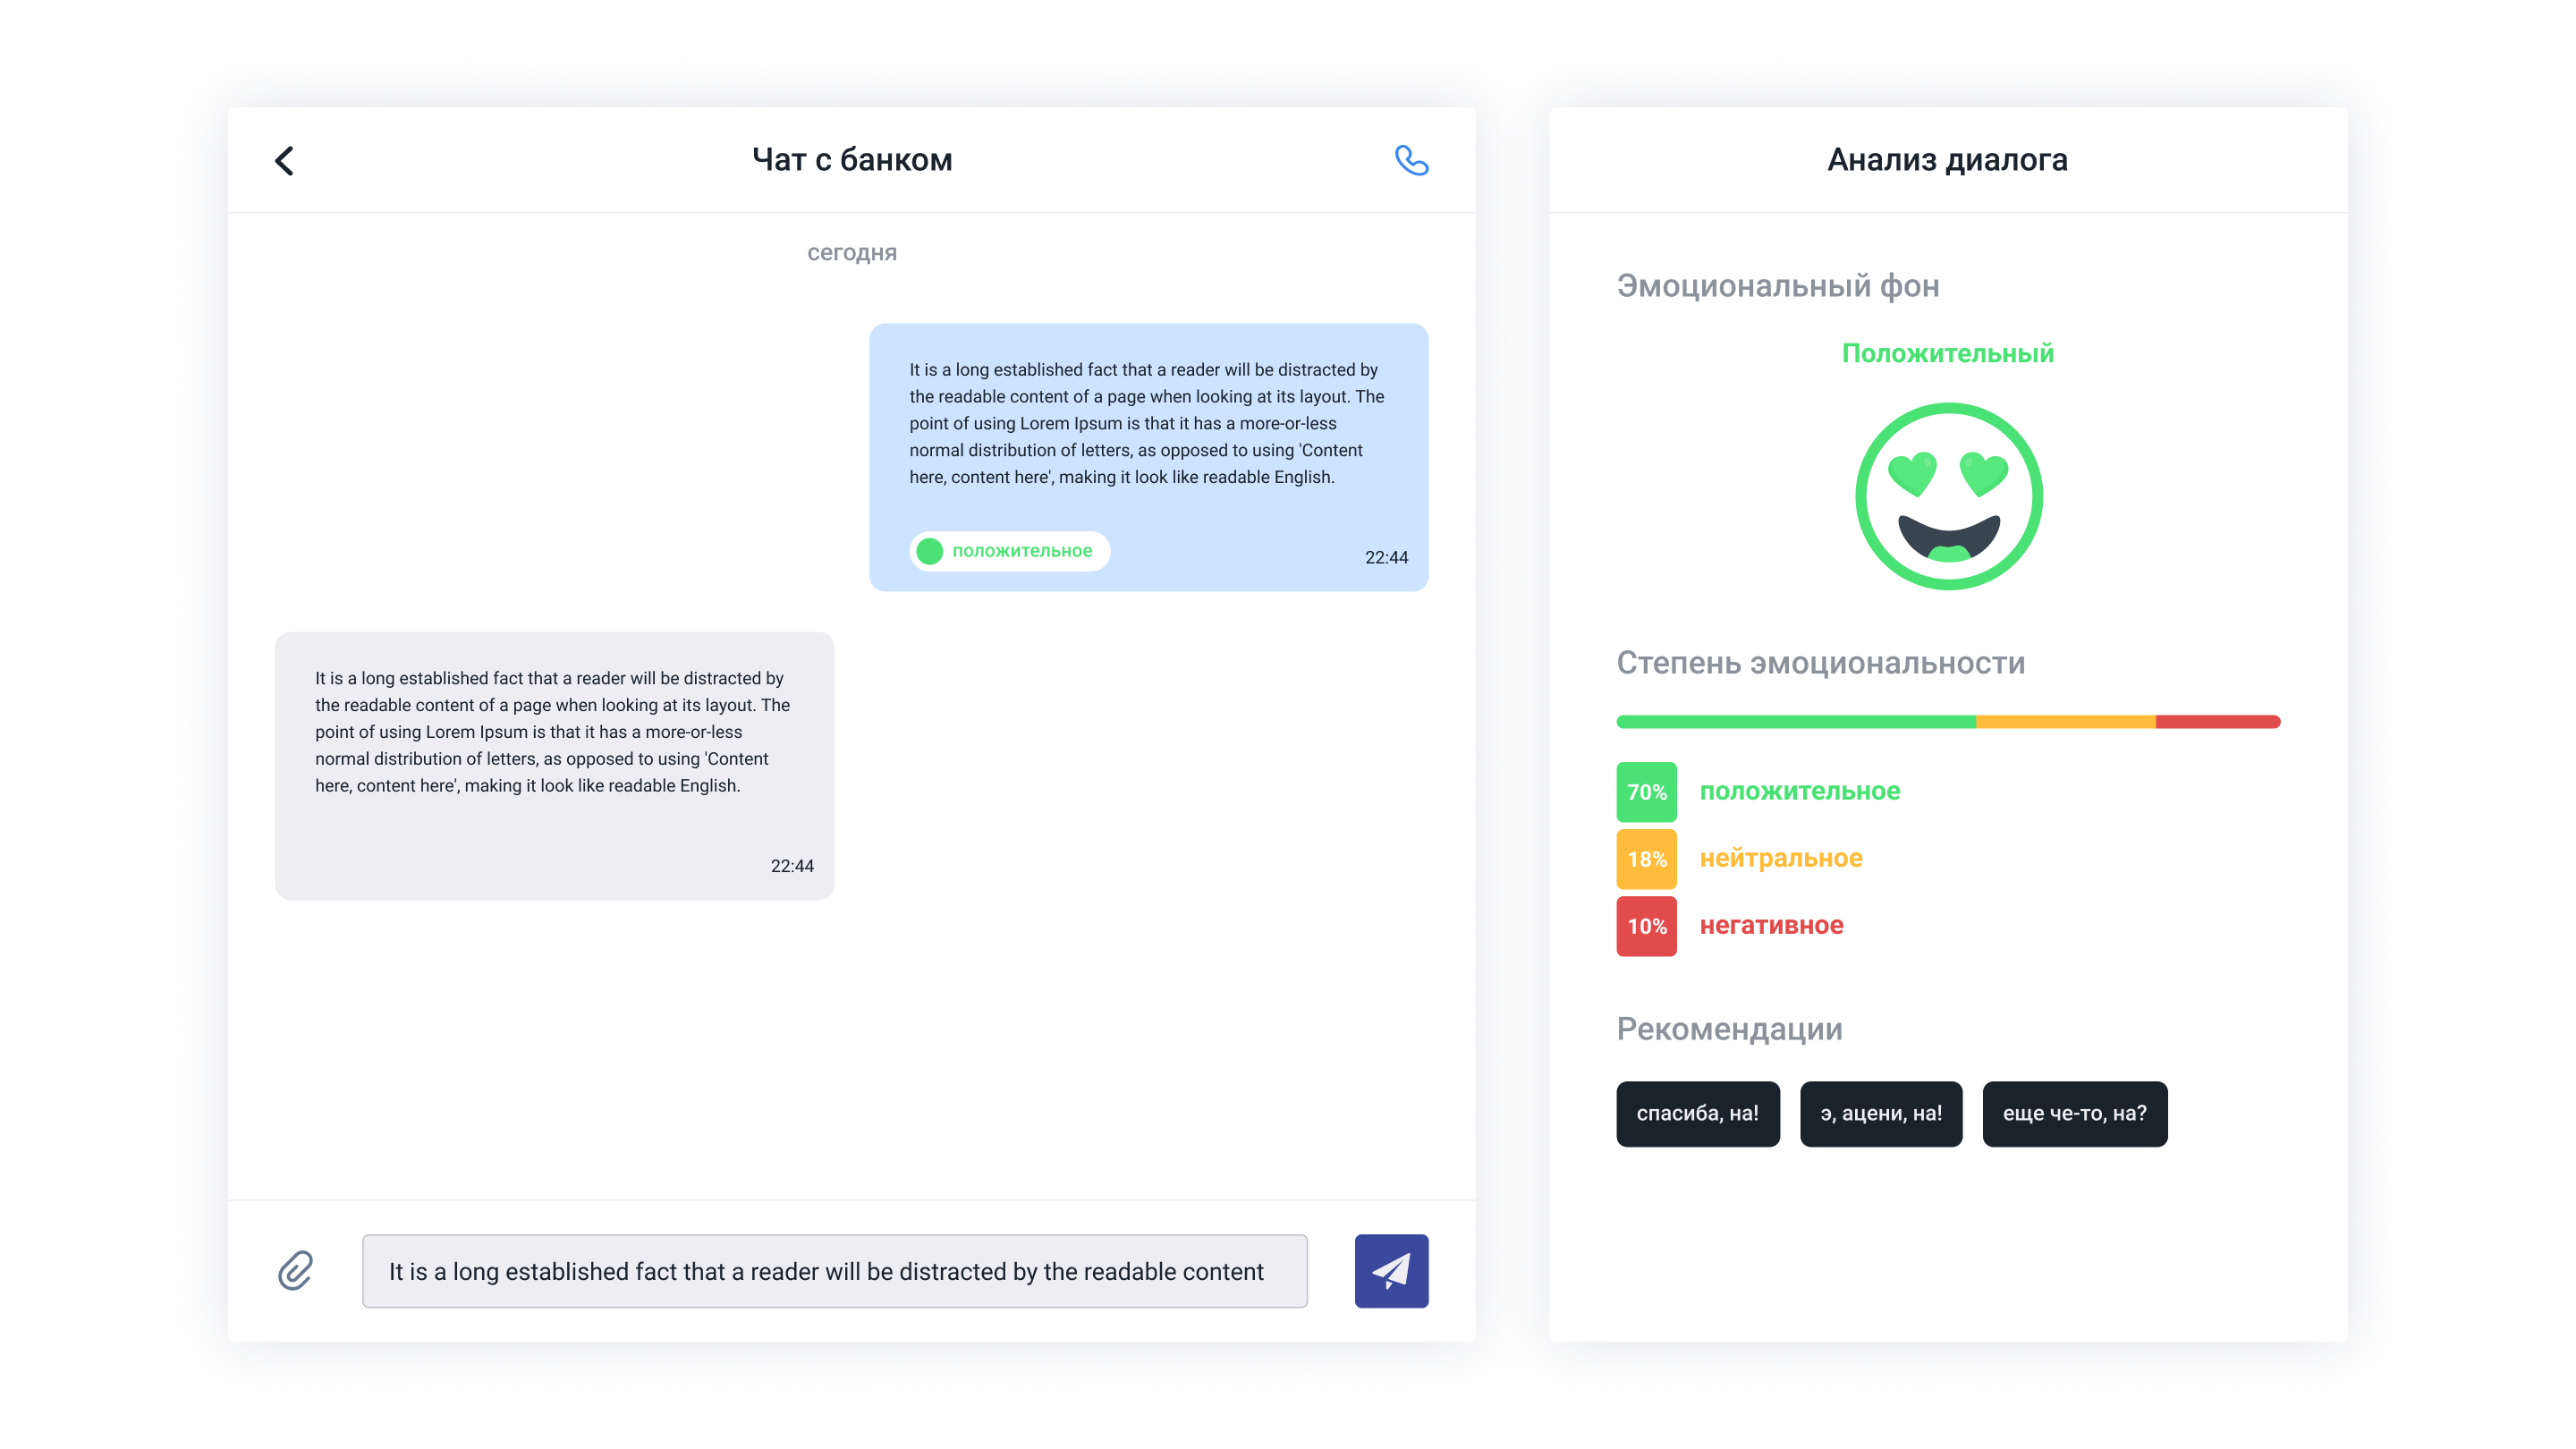 Чат с банком
сегодня
It is a long established fact that a reader will be distracted by
the readable content of a page when looking at its layout. The
point of using Lorem Ipsum is that it has a more-or-less
normal distribution of letters, as opposed to using 'Content
here, content here', making it look like readable English.
положительное
22:44
It is a long established fact that a reader will be distracted by
the readable content of a page when looking at its layout. The
point of using Lorem Ipsum is that it has a more-or-less
normal distribution of letters, as opposed to using 'Content
here, content here', making it look like readable English.
22:44
It is a long established fact that a reader will be distracted by the readable content
Анализ диалога
Эмоциональный фон
Положительный
Степень эмоциональности
70% положительное
18% нейтральное
10% негативное
Рекомендации
спасиба, на! э, ацени, на! еще че-то, на?